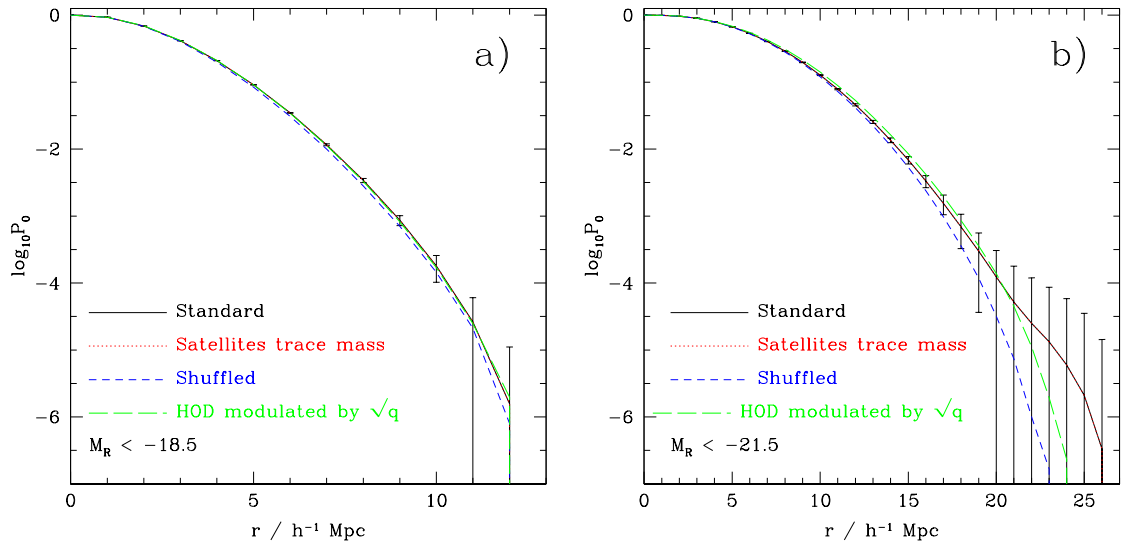 a)
0
−2
−4
−6
log₁₀P₀
Standard
Satellites trace mass
Shuffled
HOD modulated by √q
M_R < −18.5
0
5
10
r / h⁻¹ Mpc
b)
0
−2
−4
−6
log₁₀P₀
Standard
Satellites trace mass
Shuffled
HOD modulated by √q
M_R < −21.5
0
5
10
15
20
25
r / h⁻¹ Mpc